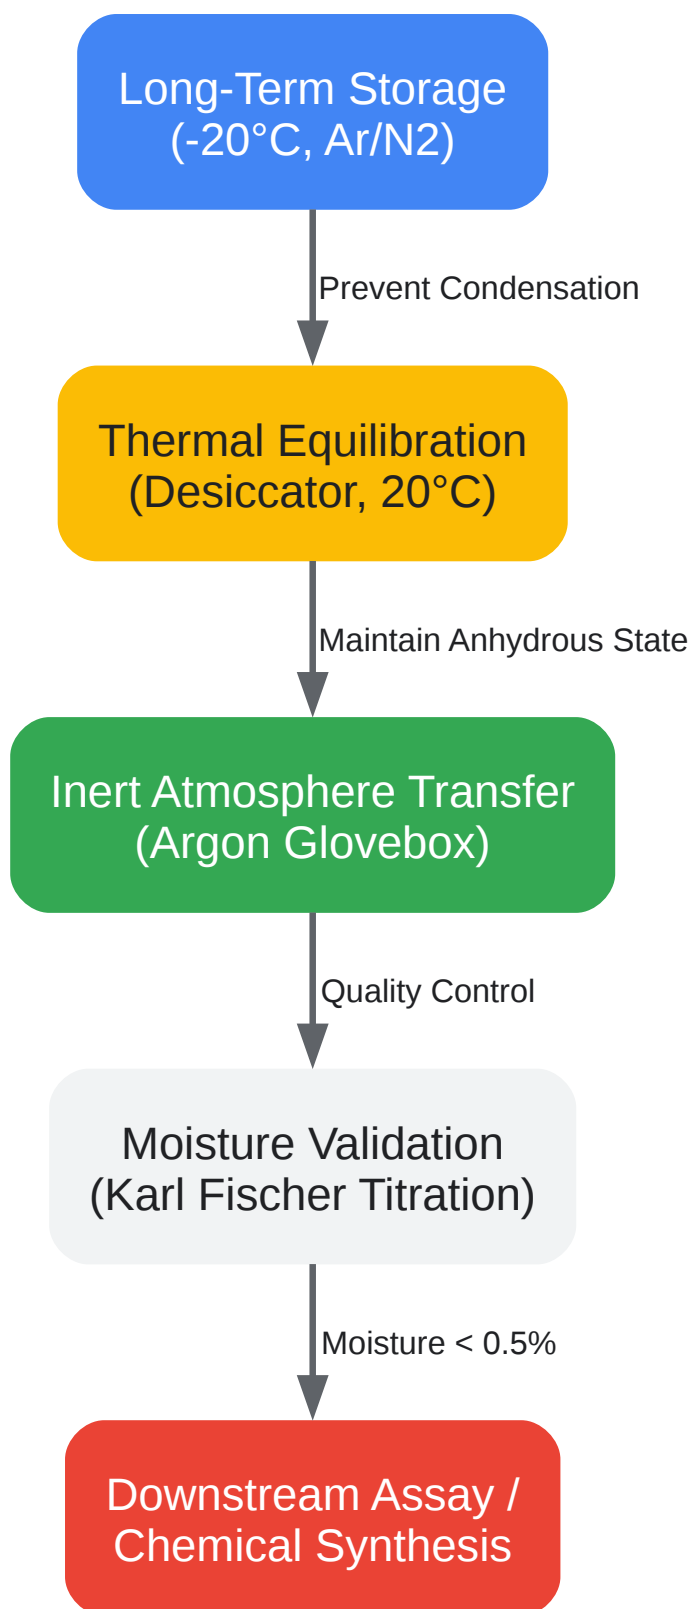 Long-Term Storage
(-20°C, Ar/N2)
Prevent Condensation
Thermal Equilibration
(Desiccator, 20°C)
Maintain Anhydrous State
Inert Atmosphere Transfer
(Argon Glovebox)
Quality Control
Moisture Validation
(Karl Fischer Titration)
Moisture < 0.5%
Downstream Assay /
Chemical Synthesis